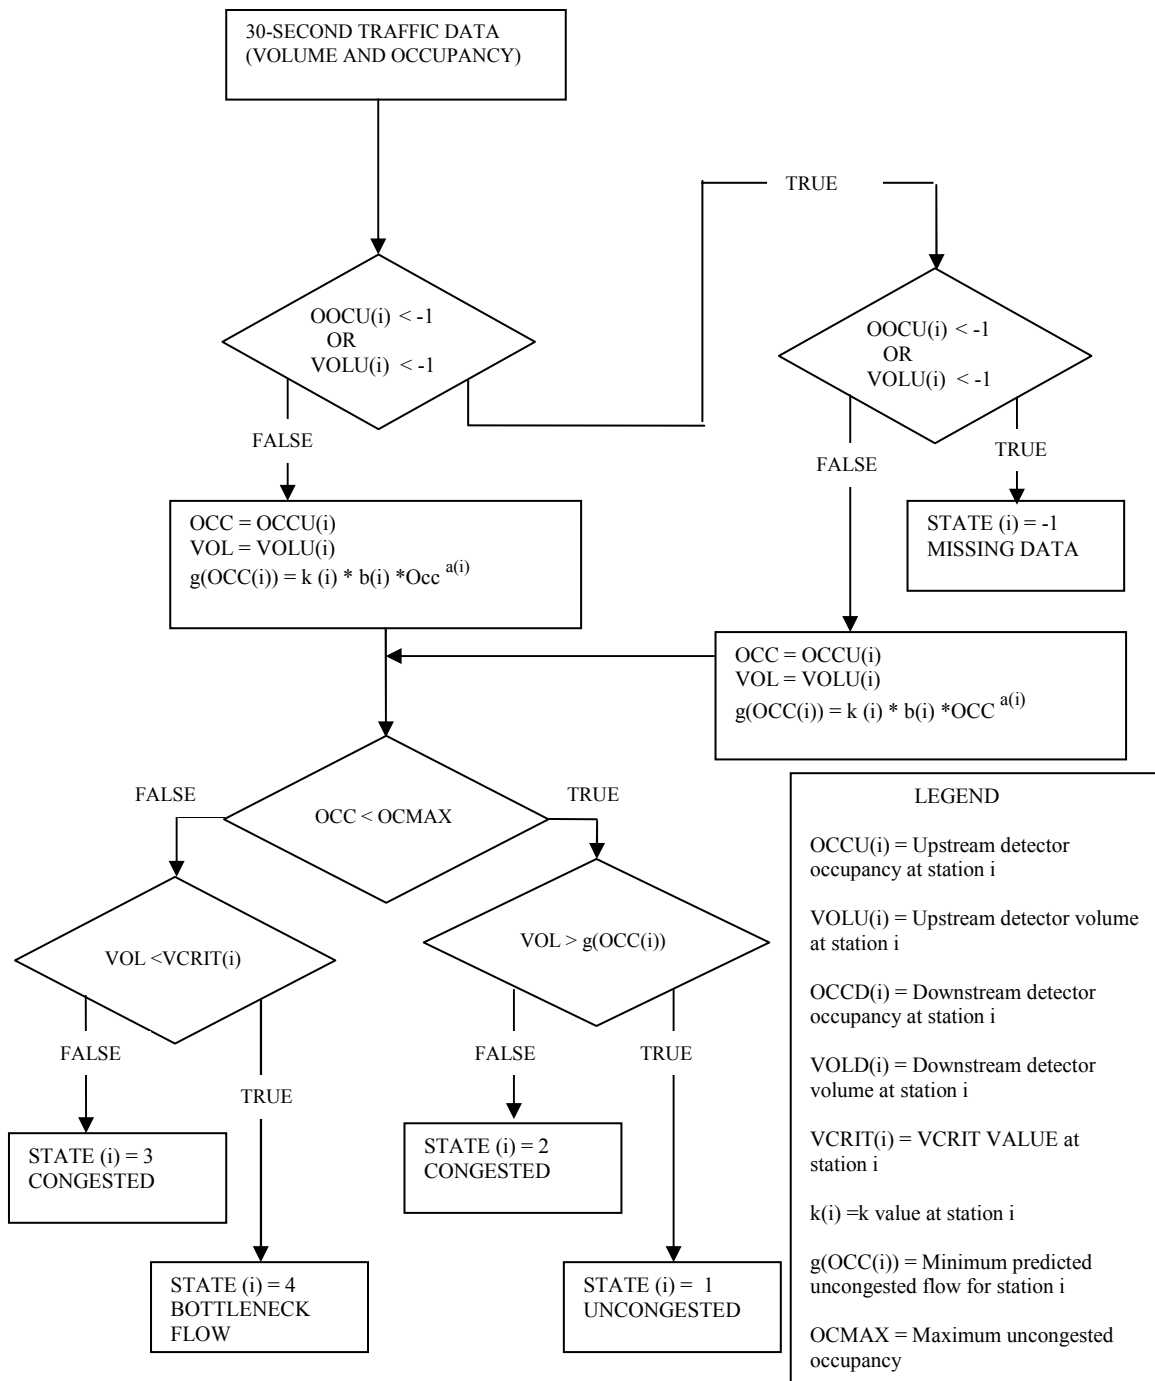 30-SECOND TRAFFIC DATA
(VOLUME AND OCCUPANCY)
TRUE
OOCU(i) < -1
OR
VOLU(i) < -1
OOCU(i) < -1
OR
VOLU(i) < -1
FALSE
FALSE
TRUE
OCC = OCCU(i)
VOL = VOLU(i)
g(OCC(i)) = k (i) * b(i) *Occ a(i)
STATE (i) = -1
MISSING DATA
OCC = OCCU(i)
VOL = VOLU(i)
g(OCC(i)) = k (i) * b(i) *OCC a(i)
FALSE
TRUE
OCC < OCMAX
VOL <VCRIT(i)
VOL > g(OCC(i))
FALSE
TRUE
FALSE
TRUE
STATE (i) = 3
CONGESTED
STATE (i) = 2
CONGESTED
STATE (i) = 4
BOTTLENECK
FLOW
STATE (i) = 1
UNCONGESTED
LEGEND
OCCU(i) = Upstream detector
occupancy at station i
VOLU(i) = Upstream detector volume
at station i
OCCD(i) = Downstream detector
occupancy at station i
VOLD(i) = Downstream detector
volume at station i
VCRIT(i) = VCRIT VALUE at
station i
k(i) =k value at station i
g(OCC(i)) = Minimum predicted
uncongested flow for station i
OCMAX = Maximum uncongested
occupancy